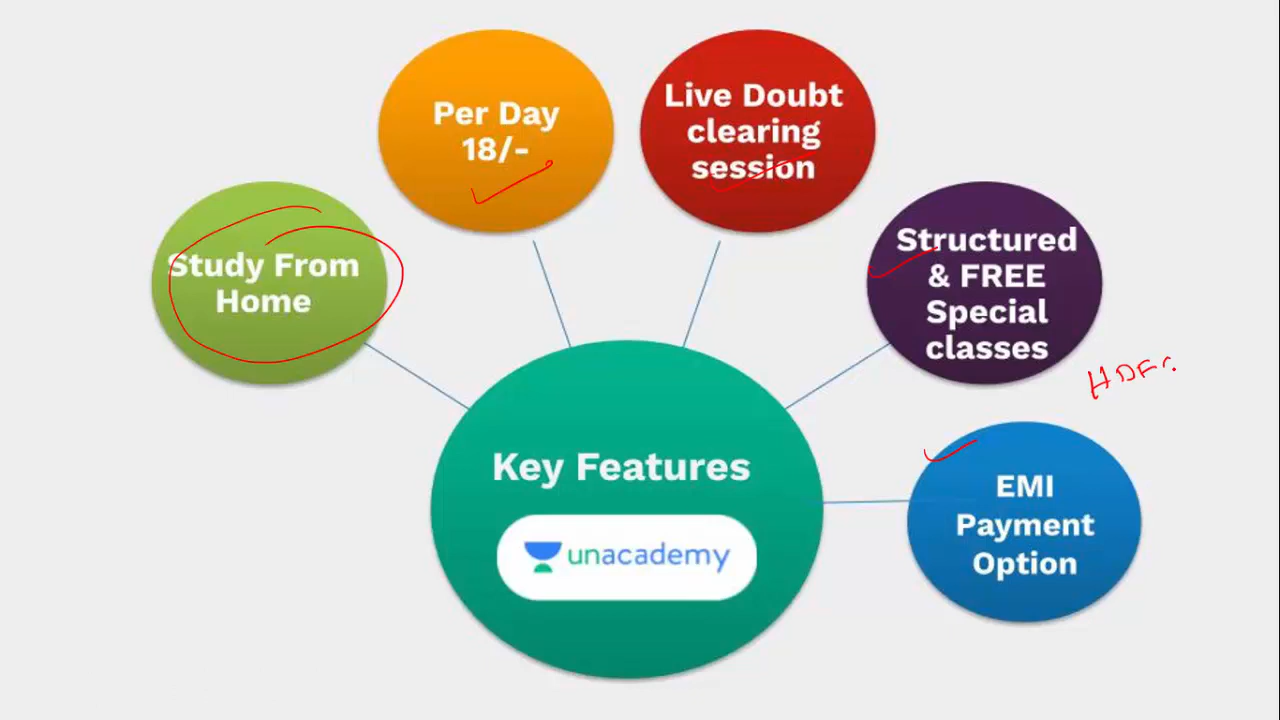 Per Day
18/-
Live Doubt
clearing
session
Study From
Home
Structured
& FREE
Special
classes
Key Features
unacademy
EMI
Payment
Option